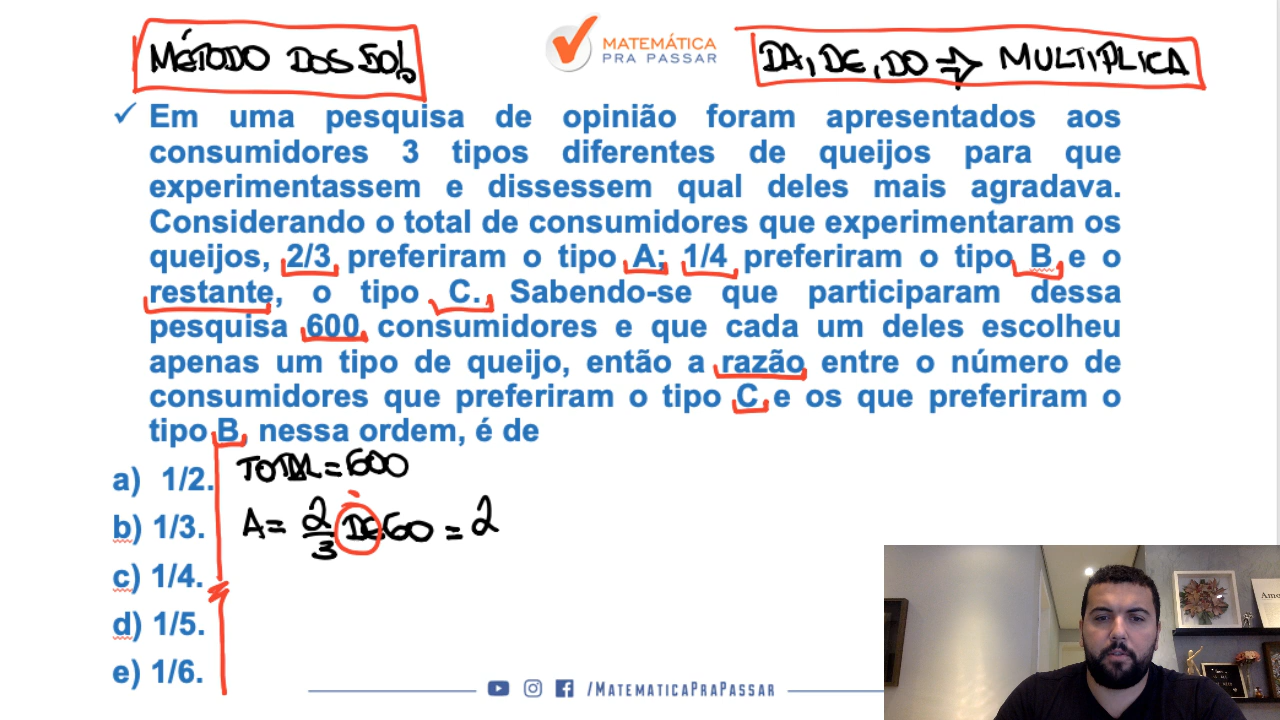 MÉTODO DOS 50%
MATEMÁTICA
PRA PASSAR
DA, DE, DO ⇒ MULTIPLICA
✓ Em uma pesquisa de opinião foram apresentados aos
consumidores 3 tipos diferentes de queijos para que
experimentassem e dissessem qual deles mais agradava.
Considerando o total de consumidores que experimentaram os
queijos, 2/3 preferiram o tipo A; 1/4 preferiram o tipo B e o
restante, o tipo C. Sabendo-se que participaram dessa
pesquisa 600 consumidores e que cada um deles escolheu
apenas um tipo de queijo, então a razão entre o número de
consumidores que preferiram o tipo C e os que preferiram o
tipo B, nessa ordem, é de
a) 1/2.
b) 1/3.
c) 1/4.
d) 1/5.
e) 1/6.
TOTAL = 600
A = 2/3 DE 60 = 2
/MATEMATICAPRAPASSAR